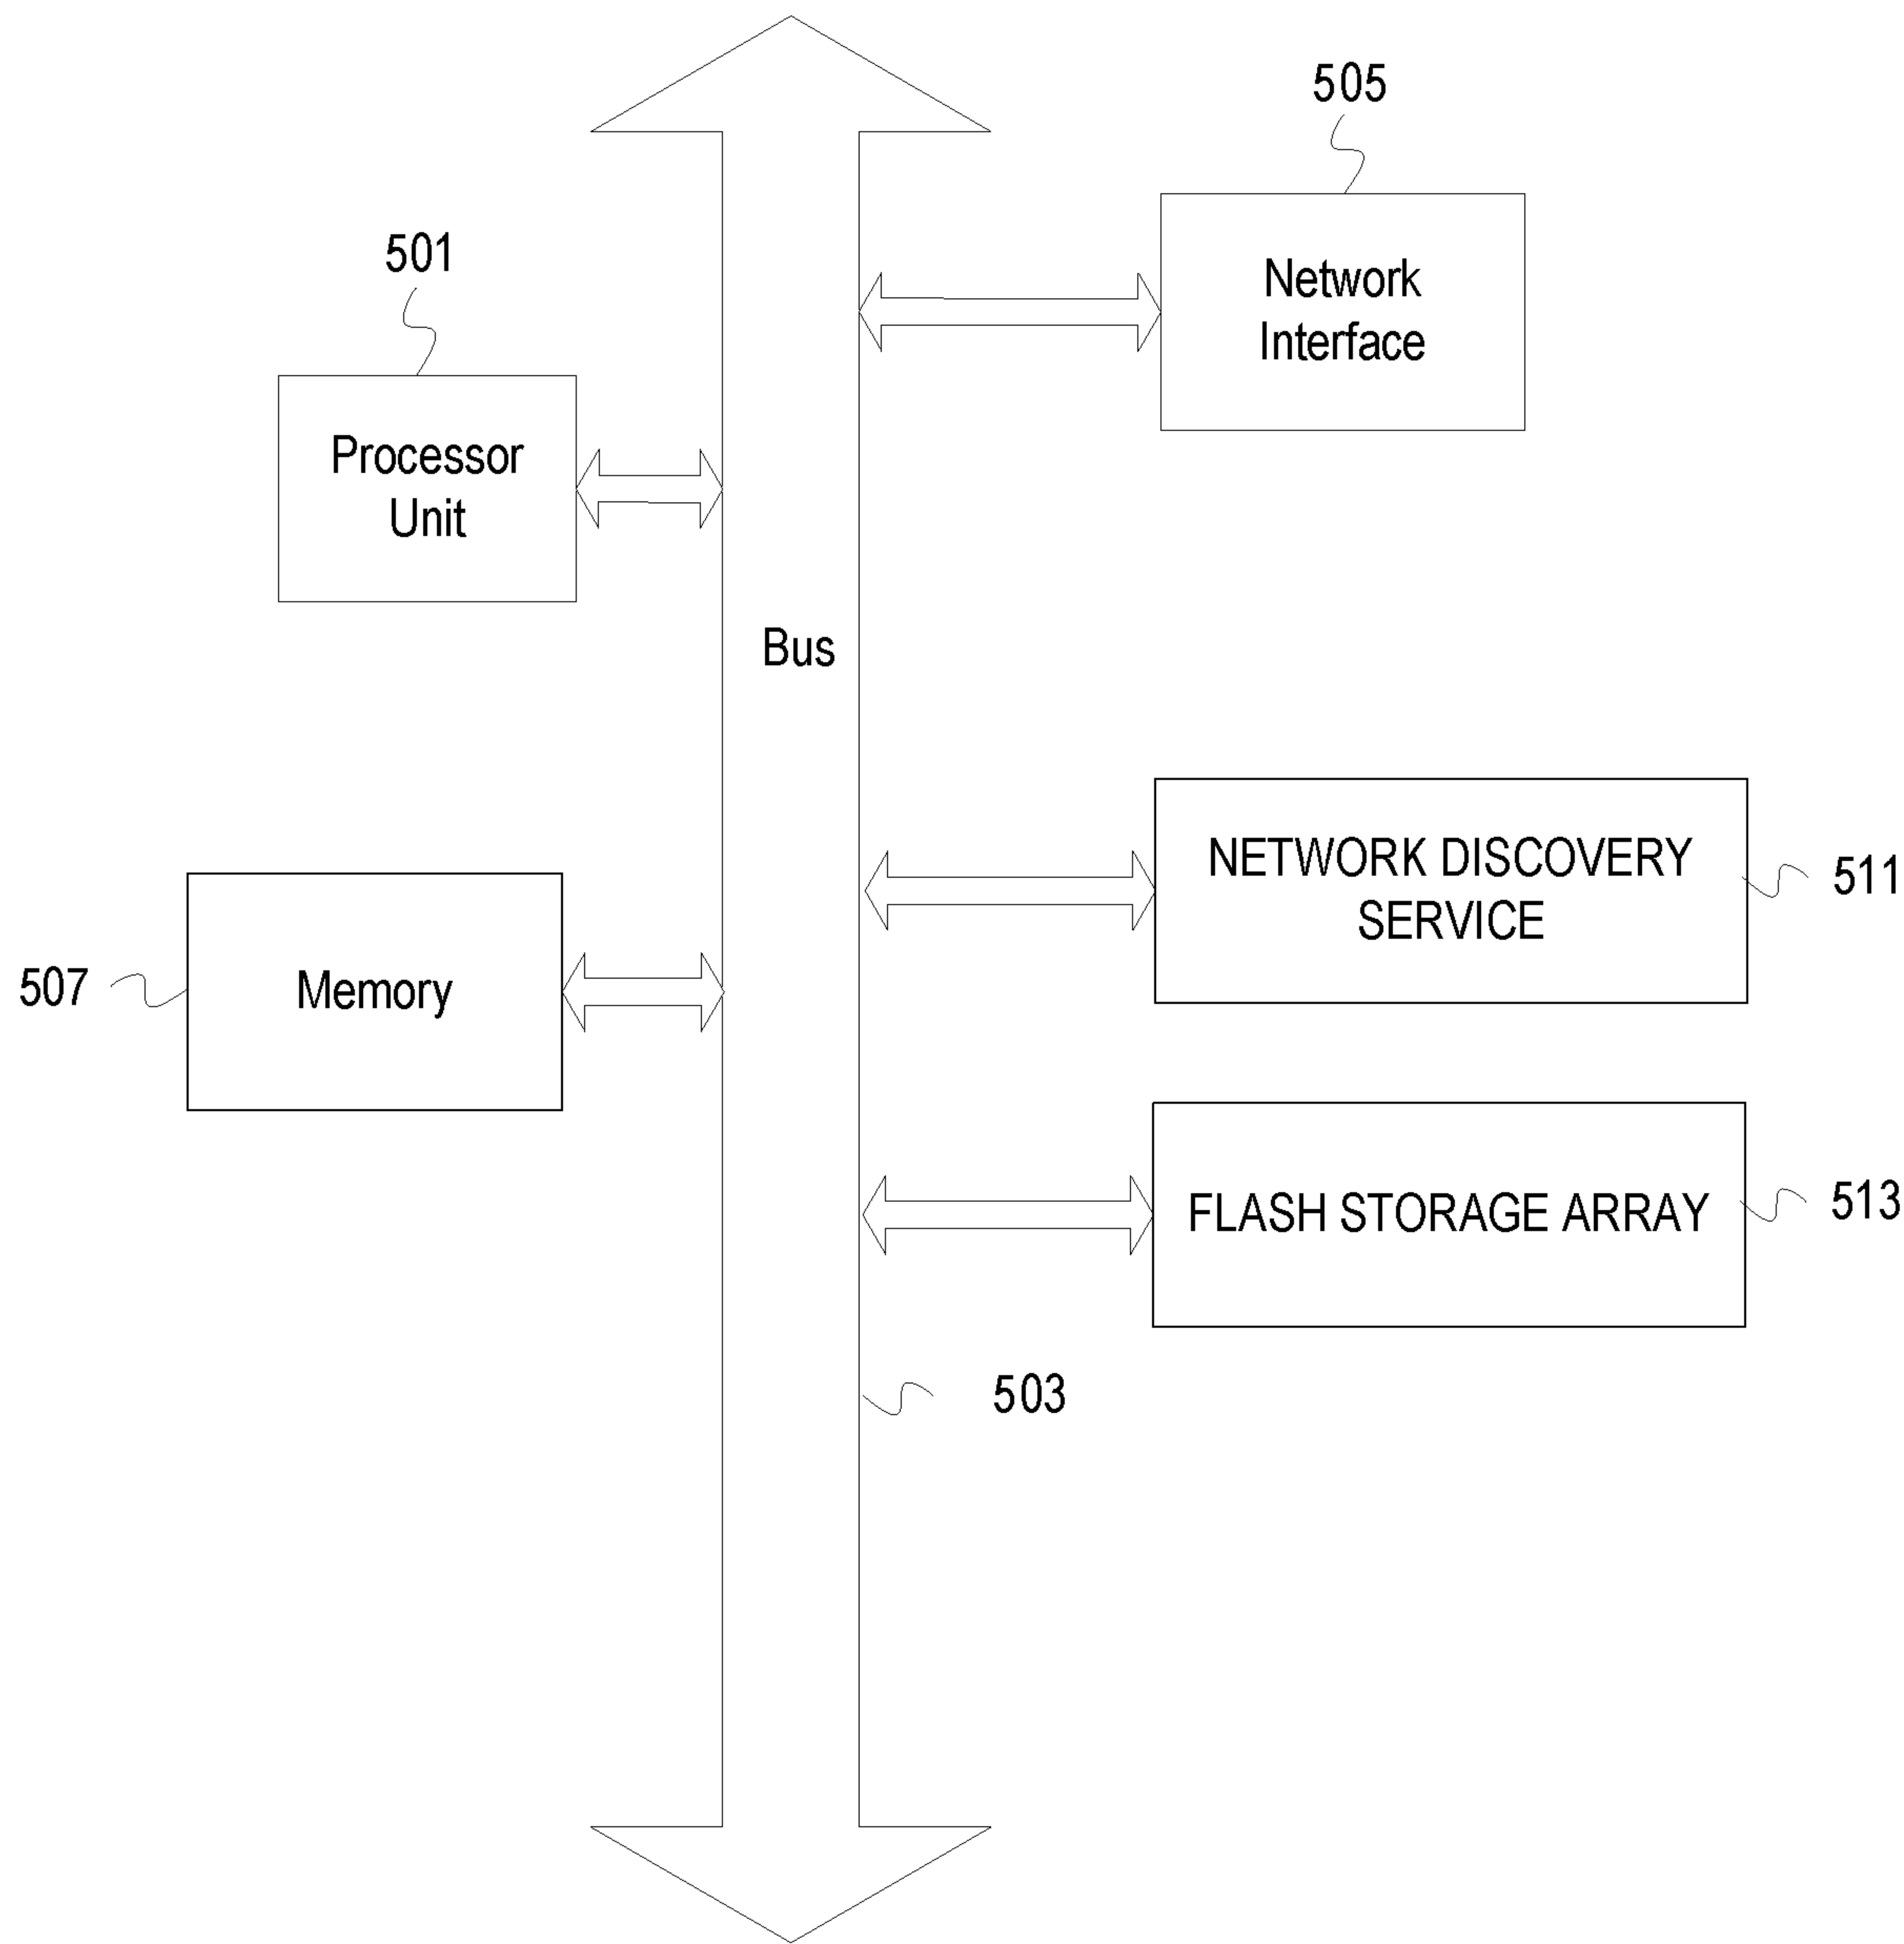 505
501
Network
Interface
Processor
Unit
Bus
NETWORK DISCOVERY
SERVICE
511
507
Memory
FLASH STORAGE ARRAY
513
503